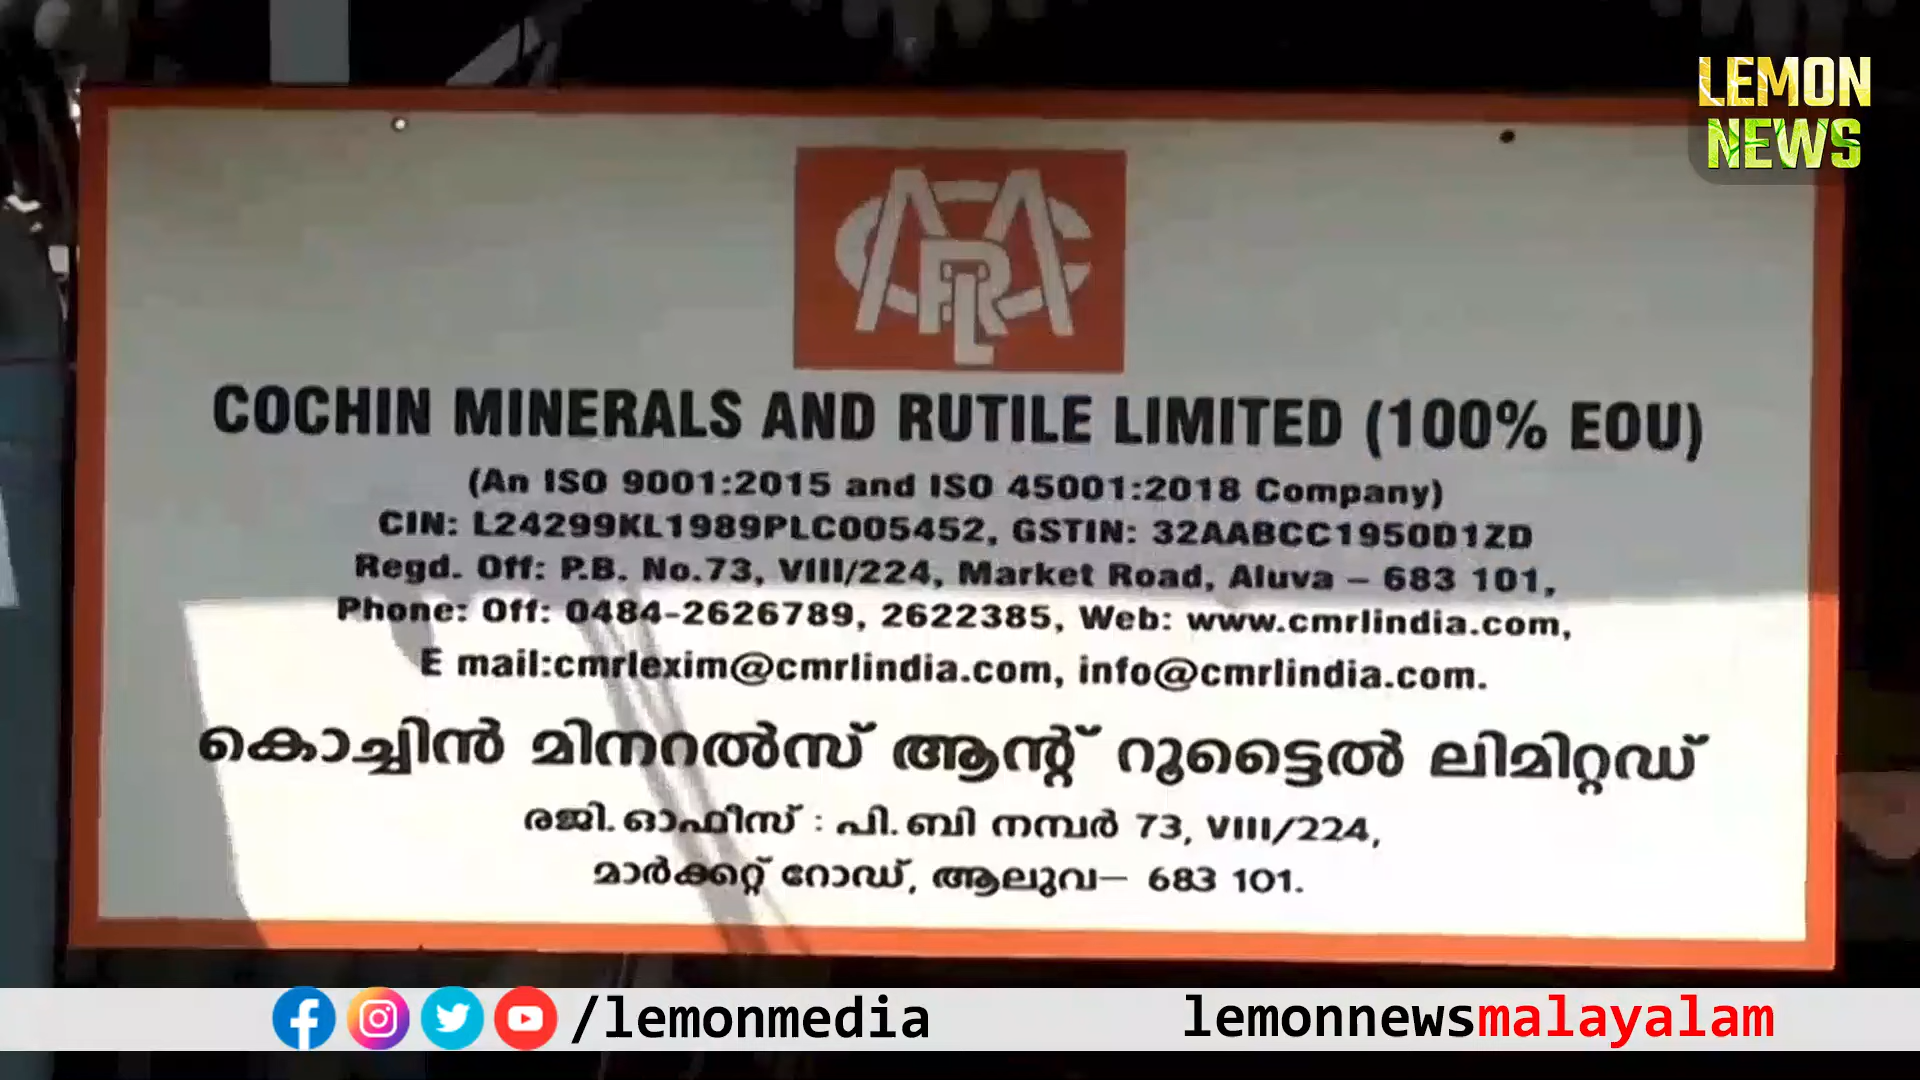 LEMON
NEWS
CMRL
COCHIN MINERALS AND RUTILE LIMITED (100% EOU)
(An ISO 9001:2015 and ISO 45001:2018 Company)
CIN: L24299KL1989PLC005452, GSTIN: 32AABCC1950D1ZD
Regd. Off: P.B. No.73, VIII/224, Market Road, Aluva – 683 101,
Phone: Off: 0484-2626789, 2622385, Web: www.cmrlindia.com,
E mail:cmrlexim@cmrlindia.com, info@cmrlindia.com.
കൊച്ചിൻ മിനറൽസ് ആന്റ് റൂട്ടൈൽ ലിമിറ്റഡ്
രജി. ഓഫീസ് : പി. ബി നമ്പർ 73, VIII/224,
മാർക്കറ്റ് റോഡ്, ആലുവ– 683 101.
/lemonmedia lemonnewsmalayalam